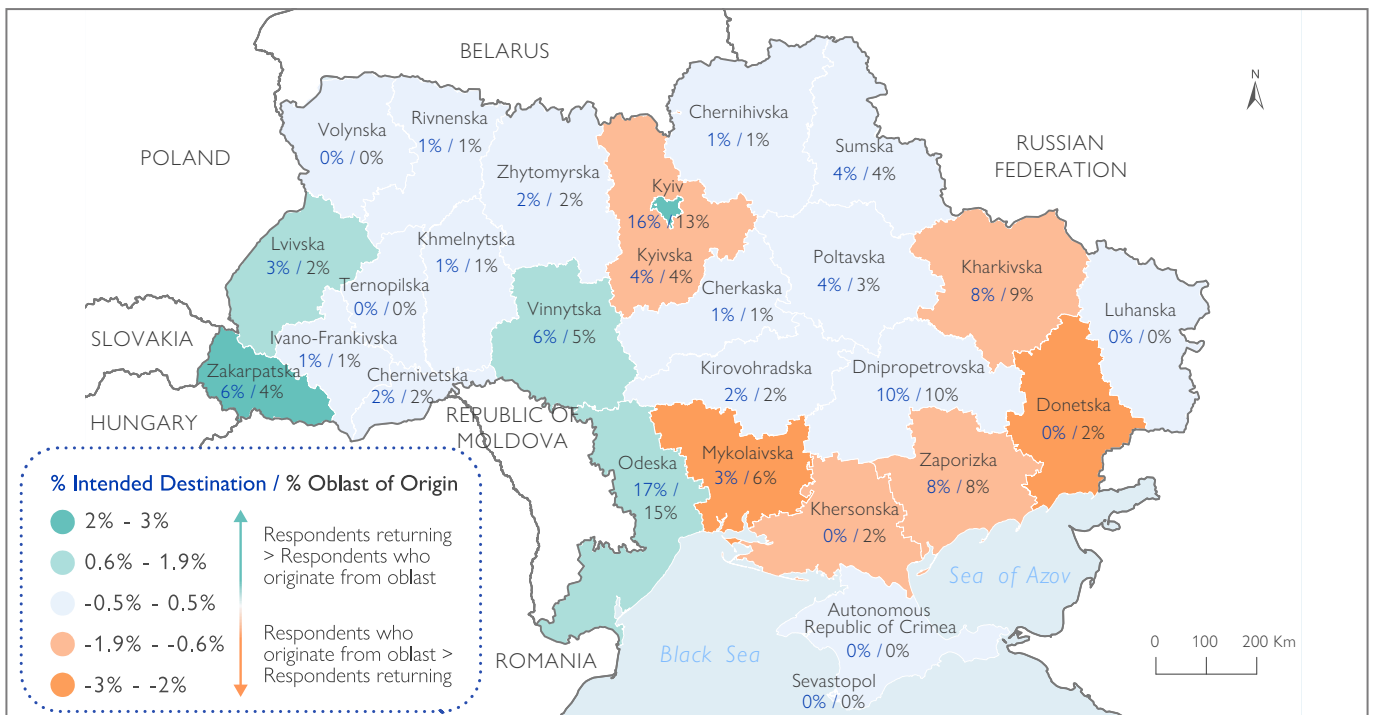 BELARUS
N
Chernihivska
1% / 1%
Rivnenska
1% / 1%
Volynska
0% / 0%
POLAND
Sumska
4% / 4%
RUSSIAN
FEDERATION
Zhytomyrska
2% / 2%
Kyiv
16% / 13%
Kyivska
4% / 4%
Lvivska
3% / 2%
Khmelnytska
1% / 1%
Ternopilska
0% / 0%
Poltavska
4% / 3%
Kharkivska
8% / 9%
Cherkaska
1% / 1%
Vinnytska
6% / 5%
Luhanska
0% / 0%
SLOVAKIA
Ivano-Frankivska
1% / 1%
Zakarpatska
6% / 4%
Chernivetska
2% / 2%
Kirovohradska
2% / 2%
Dnipropetrovska
10% / 10%
Donetska
0% / 2%
HUNGARY
REPUBLIC OF
MOLDOVA
Mykolaivska
3% / 6%
Odeska
17% /
15%
Zaporizka
8% / 8%
Khersonska
0% / 2%
% Intended Destination / % Oblast of Origin
2% - 3%
0.6% - 1.9%
-0.5% - 0.5%
-1.9% - -0.6%
-3% - -2%
Respondents returning
> Respondents who
originate from oblast
Respondents who
originate from oblast >
Respondents returning
Sea of Azov
Autonomous
Republic of Crimea
0% / 0%
Black Sea
ROMANIA
Sevastopol
0% / 0%
0 100 200 Km